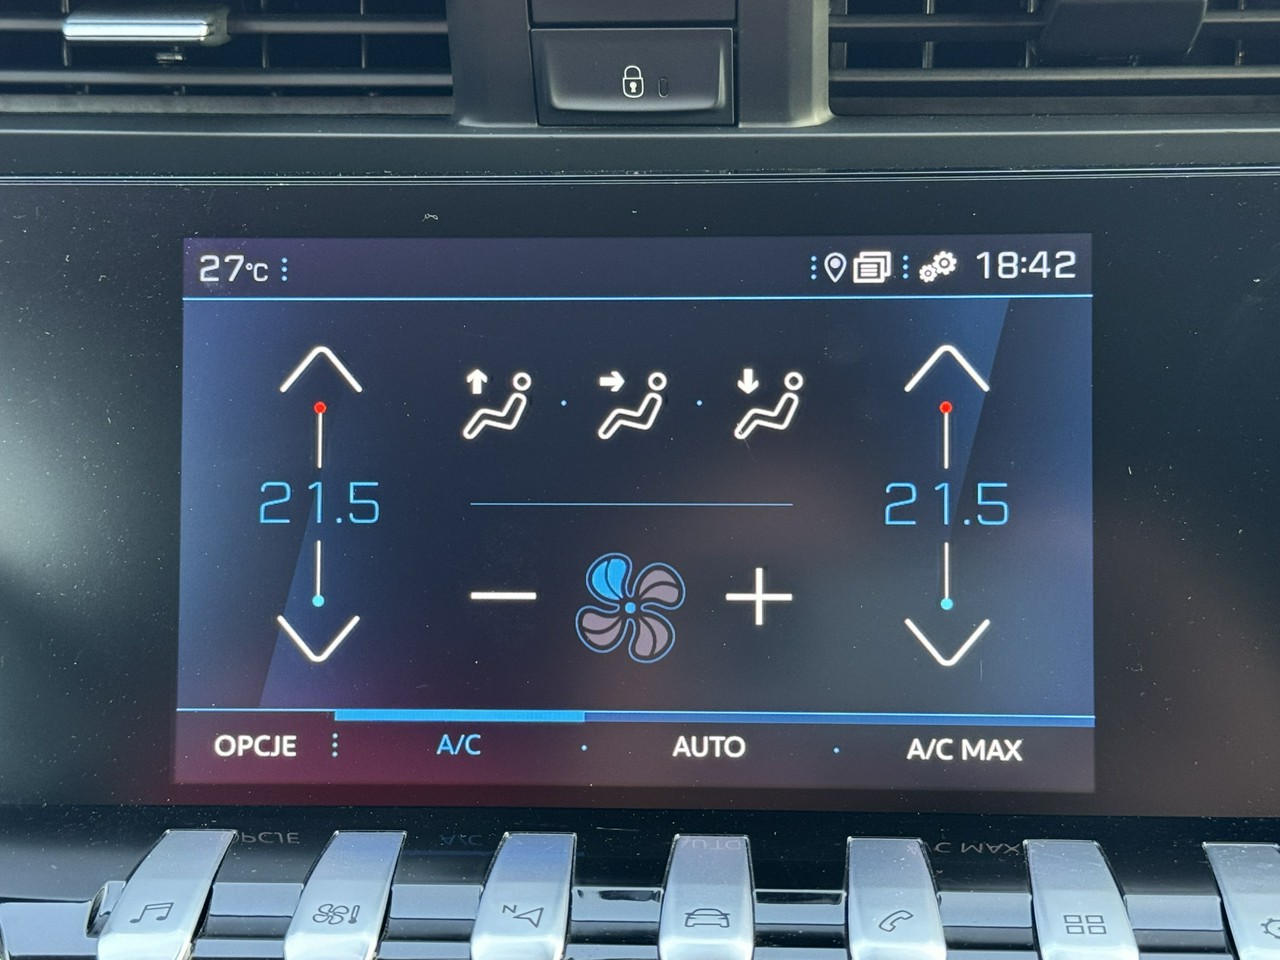 27°C 18:42
21.5 21.5
OPCJE A/C AUTO A/C MAX
N